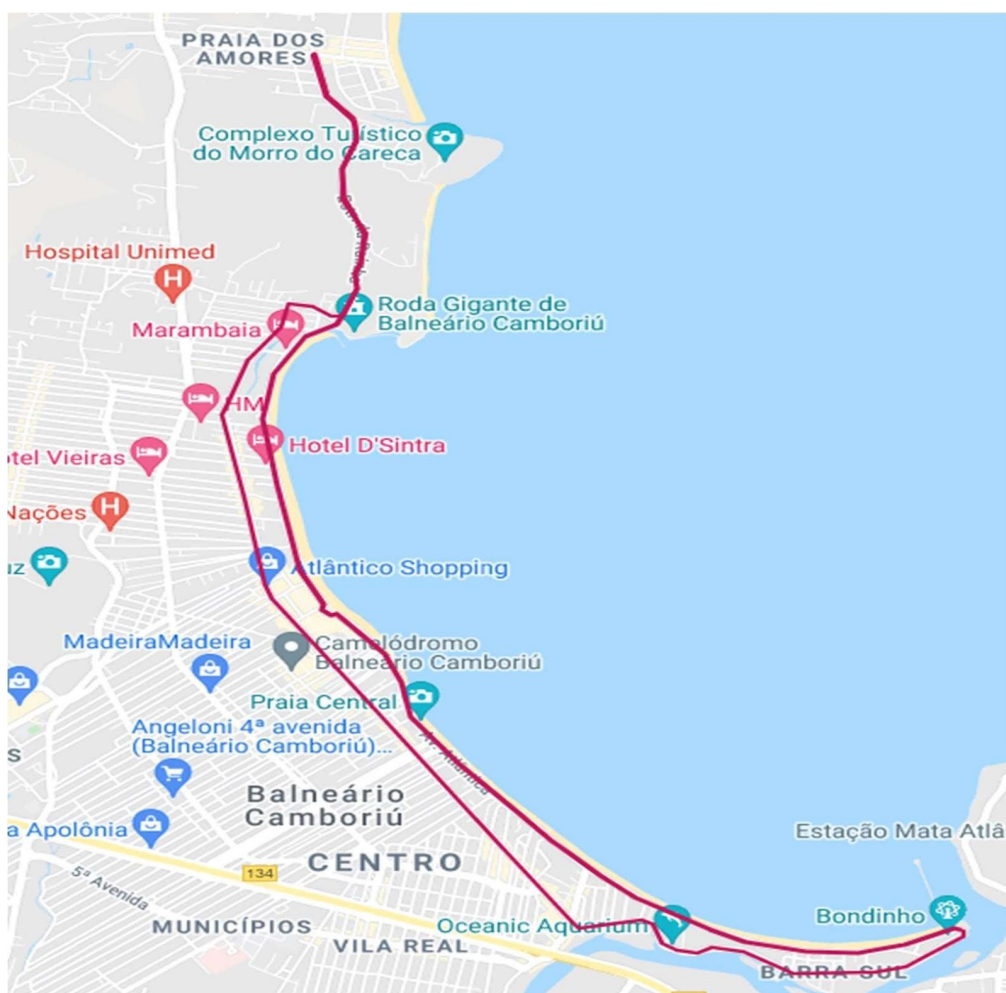 PRAIA DOS
AMORES
Complexo Turístico
do Morro do Careca
Hospital Unimed
Roda Gigante de
Balneário Camboriú
Marambaia
HM
Hotel D'Sintra
otel Vieiras
Nações
uz
Atlântico Shopping
MadeiraMadeira
Camelódromo
Balneário Camboriú
Praia Central
Angeloni 4ª avenida
(Balneário Camboriú)...
Av. Atlântica
s
Balneário
Camboriú
a Apolônia
Estação Mata Atlâ
CENTRO
134
5ª Avenida
Oceanic Aquarium
Bondinho
MUNICÍPIOS
VILA REAL
BARRA SUL